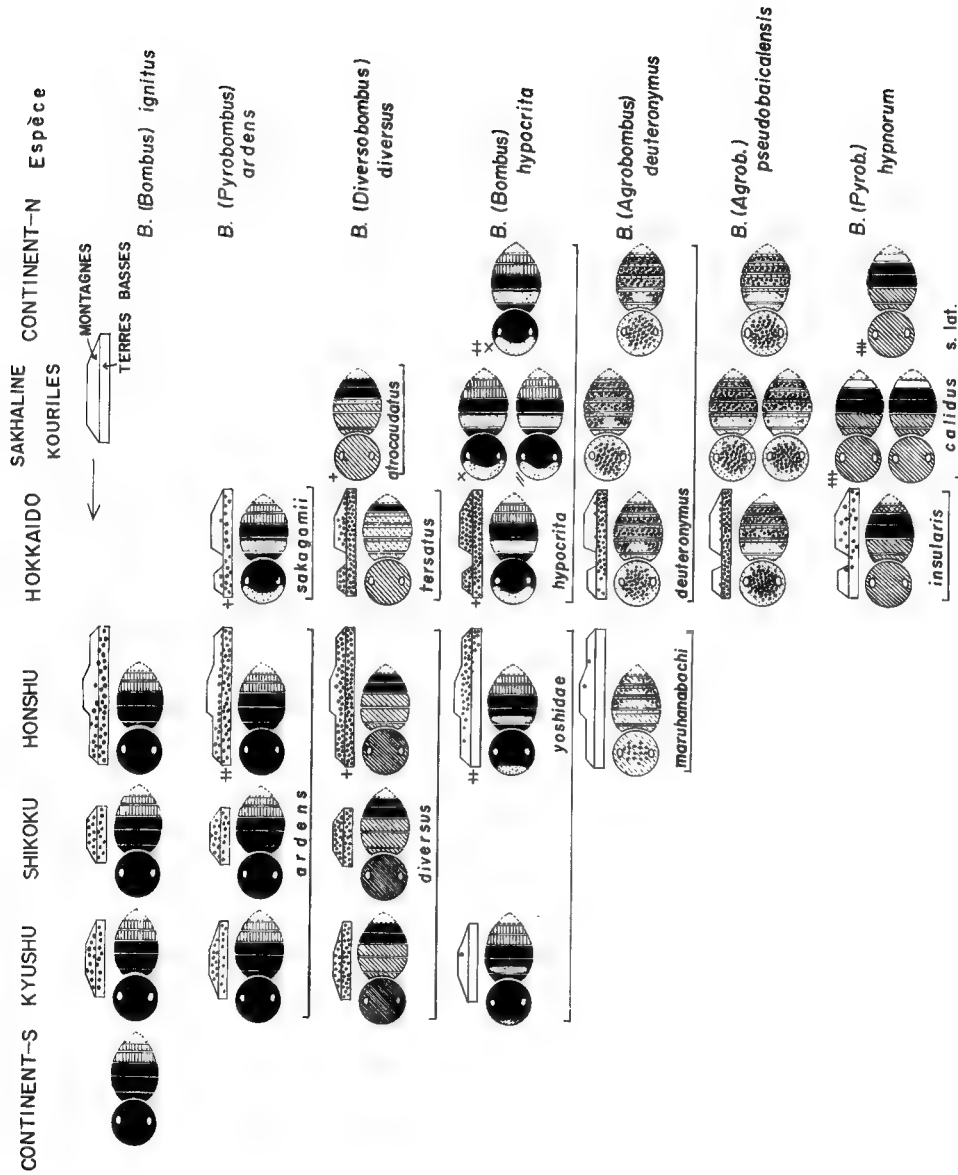 CONTINENT-S KYUSHU SHIKOKU HONSHU HOKKAIDO SAKHALINE CONTINENT-N Espèce
KOURILES
MONTAGNES
TERRES BASSES
B. (Bombus) ignitus
B. (Pyrobombus)
ardens
ardens
sakagamii
B. (Diversobombus)
diversus
diversus
tersatus
atrocaudatus
B. (Bombus)
hypocrita
yoshidae
hypocrita
B. (Agrobombus)
deuteronymus
maruhanabachi
deuteronymus
B. (Agrob.)
pseudobaicalensis
B. (Pyrob.)
hypnorum
insularis
calidus
s. lat.